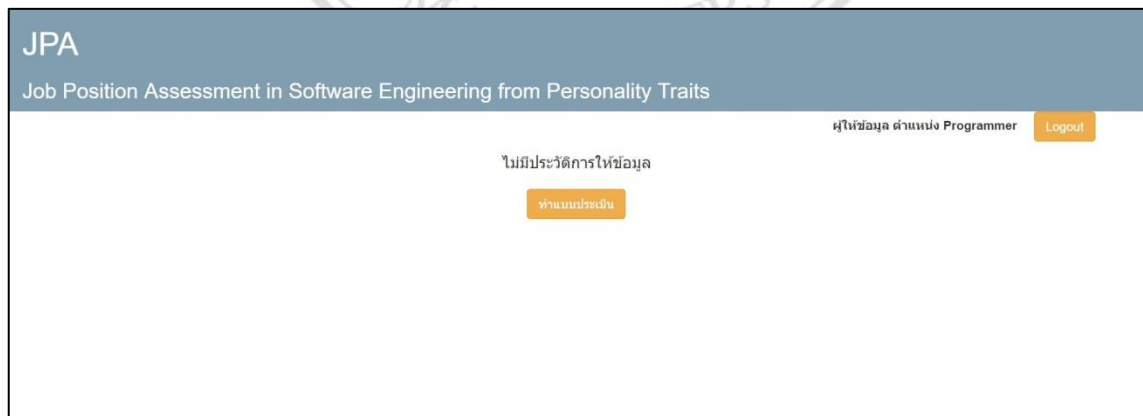 JPA
Job Position Assessment in Software Engineering from Personality Traits
ผู้ให้ข้อมูล ตำแหน่ง Programmer Logout
ไม่มีประวัติการให้ข้อมูล
ทำแบบประเมิน